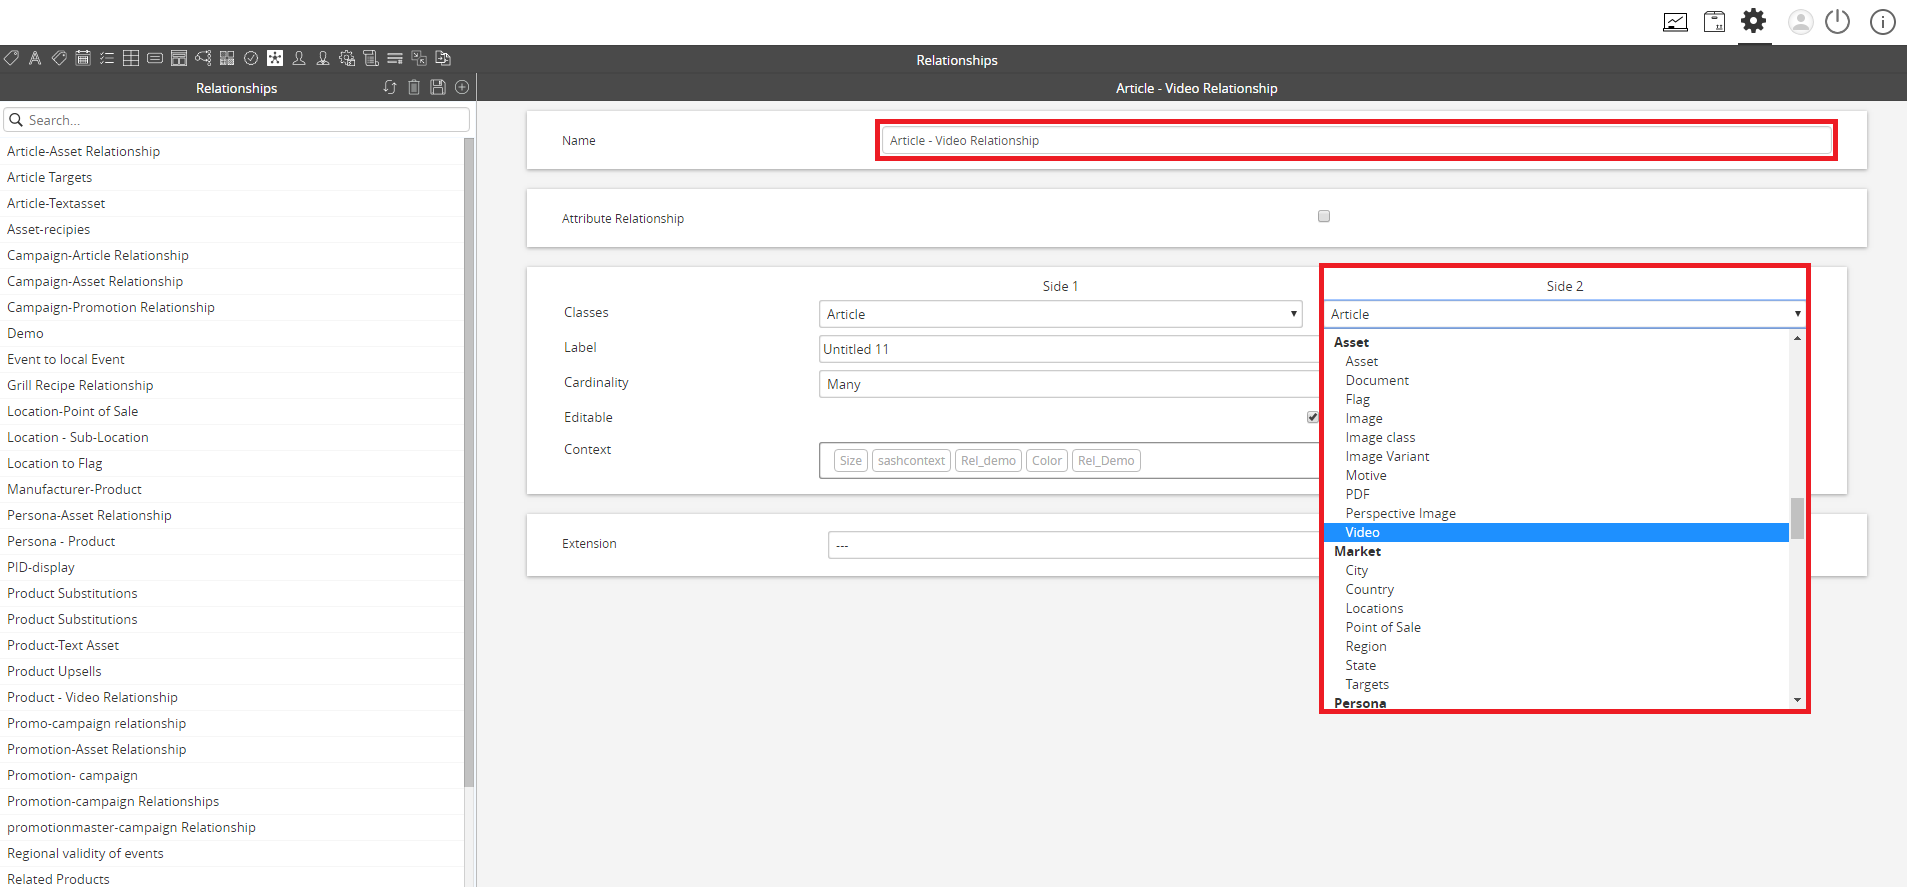 Relationships
Relationships
Article - Video Relationship
Search...
Article-Asset Relationship
Article Targets
Article-Textasset
Asset-recipies
Campaign-Article Relationship
Campaign-Asset Relationship
Campaign-Promotion Relationship
Demo
Event to local Event
Grill Recipe Relationship
Location-Point of Sale
Location - Sub-Location
Location to Flag
Manufacturer-Product
Persona-Asset Relationship
Persona - Product
PID-display
Product Substitutions
Product Substitutions
Product-Text Asset
Product Upsells
Product - Video Relationship
Promo-campaign relationship
Promotion-Asset Relationship
Promotion- campaign
Promotion-campaign Relationships
promotionmaster-campaign Relationship
Regional validity of events
Related Products
Name
Article - Video Relationship
Attribute Relationship
Side 1
Side 2
Classes
Article
Article
Label
Untitled 11
Cardinality
Many
Editable
Context
Size sashcontext Rel_demo Color Rel_Demo
Extension
---
Asset
Asset
Document
Flag
Image
Image class
Image Variant
Motive
PDF
Perspective Image
Video
Market
City
Country
Locations
Point of Sale
Region
State
Targets
Persona